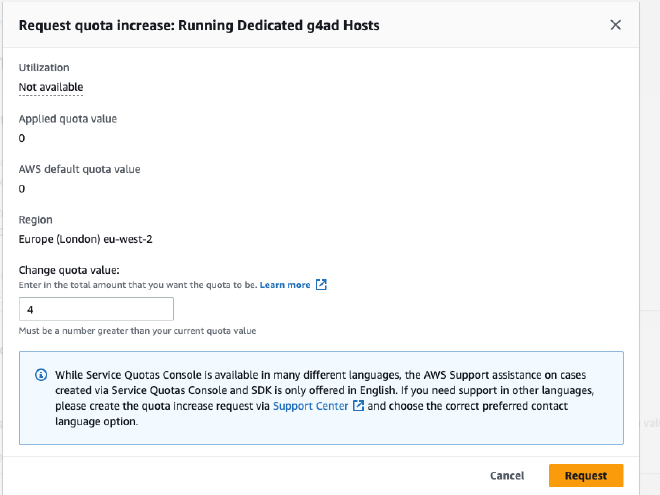 Request quota increase: Running Dedicated g4ad Hosts
Utilization
Not available
Applied quota value
0
AWS default quota value
0
Region
Europe (London) eu-west-2
Change quota value:
Enter in the total amount that you want the quota to be. Learn more
4
Must be a number greater than your current quota value
While Service Quotas Console is available in many different languages, the AWS Support assistance on cases
created via Service Quotas Console and SDK is only offered in English. If you need support in other languages,
please create the quota increase request via Support Center and choose the correct preferred contact
language option.
Cancel
Request